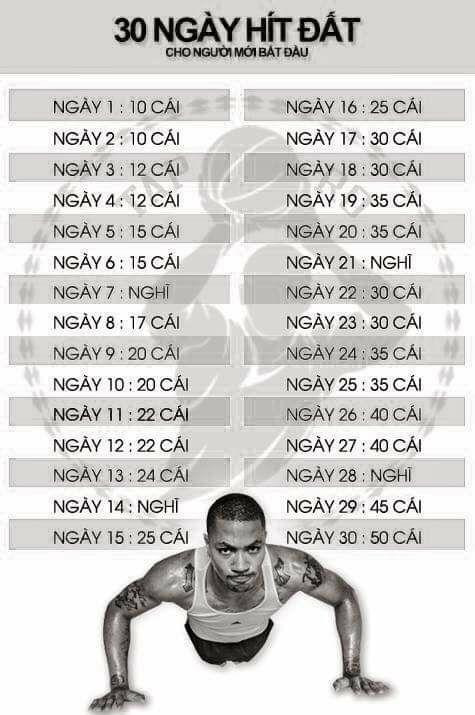 30 NGÀY HÍT ĐẤT
CHO NGƯỜI MỚI BẮT ĐẦU
NGÀY 1 : 10 CÁI
NGÀY 2 : 10 CÁI
NGÀY 3 : 12 CÁI
NGÀY 4 : 12 CÁI
NGÀY 5 : 15 CÁI
NGÀY 6 : 15 CÁI
NGÀY 7 : NGHĨ
NGÀY 8 : 17 CÁI
NGÀY 9 : 20 CÁI
NGÀY 10 : 20 CÁI
NGÀY 11 : 22 CÁI
NGÀY 12 : 22 CÁI
NGÀY 13 : 24 CÁI
NGÀY 14 : NGHĨ
NGÀY 15 : 25 CÁI
NGÀY 16 : 25 CÁI
NGÀY 17 : 30 CÁI
NGÀY 18 : 30 CÁI
NGÀY 19 : 35 CÁI
NGÀY 20 : 35 CÁI
NGÀY 21 : NGHĨ
NGÀY 22 : 30 CÁI
NGÀY 23 : 30 CÁI
NGÀY 24 : 35 CÁI
NGÀY 25 : 35 CÁI
NGÀY 26 : 40 CÁI
NGÀY 27 : 40 CÁI
NGÀY 28 : NGHĨ
NGÀY 29 : 45 CÁI
NGÀY 30 : 50 CÁI